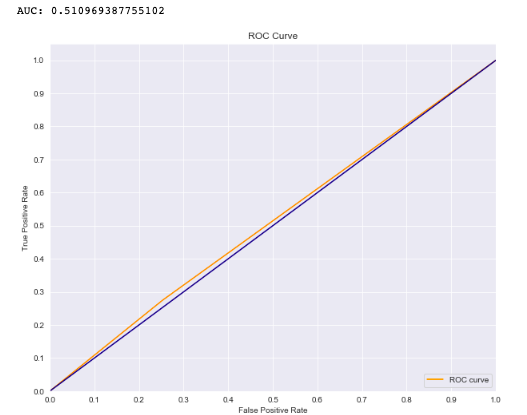 AUC: 0.510969387755102
ROC Curve
1.0
0.9
0.8
0.7
0.6
0.5
0.4
0.3
0.2
0.1
0.0
True Positive Rate
0.0 0.1 0.2 0.3 0.4 0.5 0.6 0.7 0.8 0.9 1.0
False Positive Rate
ROC curve